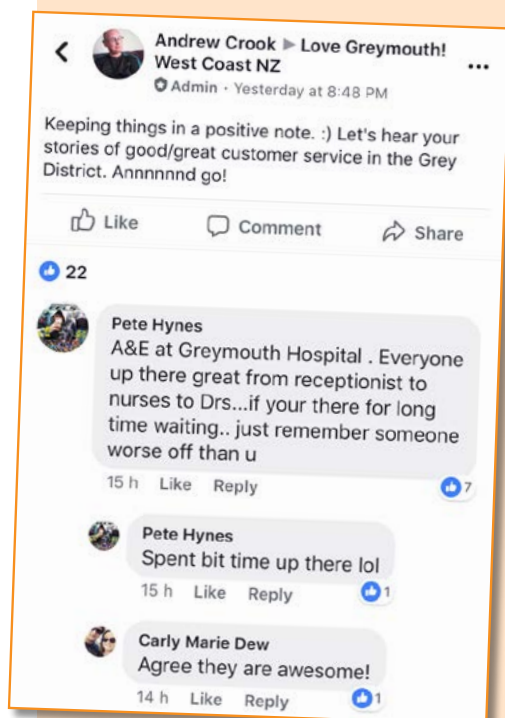 Andrew Crook ▸ Love Greymouth!
West Coast NZ
Admin · Yesterday at 8:48 PM
Keeping things in a positive note. :) Let's hear your
stories of good/great customer service in the Grey
District. Annnnnnd go!
Like Comment Share
22
Pete Hynes
A&E at Greymouth Hospital . Everyone
up there great from receptionist to
nurses to Drs...if your there for long
time waiting.. just remember someone
worse off than u
15 h Like Reply 7
Pete Hynes
Spent bit time up there lol
15 h Like Reply 1
Carly Marie Dew
Agree they are awesome!
14 h Like Reply 1